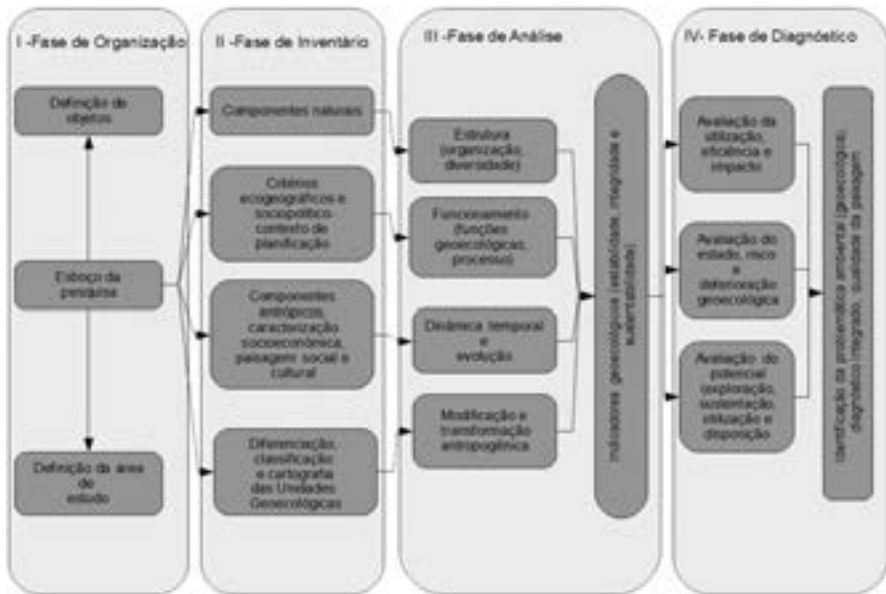 I -Fase de Organização
Definição de
objetos
Esboço da
pesquisa
Definição da área
de
estudo
II -Fase de Inventário
Componentes naturais
Critérios
ecogeográficos e
sociopolítico
contexto de
planificação
Componentes
antrópicos,
caracterização
socioeconômica,
paisagem social e
cultural
Diferenciação,
classificação
e cartografia
das Unidades
Geoecológicas
III -Fase de Análise
Estrutura
(organização,
diversidade)
Funcionamento
(funções
geoecológicas,
processo)
Dinâmica temporal
e
evolução
Modificação e
transformação
antropogênica
Indicadores geoecológicos (estabilidade, integridade e
sustentabilidade)
IV- Fase de Diagnóstico
Avaliação da
utilização,
eficiência e
impacto
Avaliação do
estado, risco
e
deterioração
geoecológica
Avaliação do
potencial
(exploração,
sustentação,
utilização e
disposição
Identificação da problemática ambiental (geoecológica),
diagnóstico integrado, qualidade da paisagem